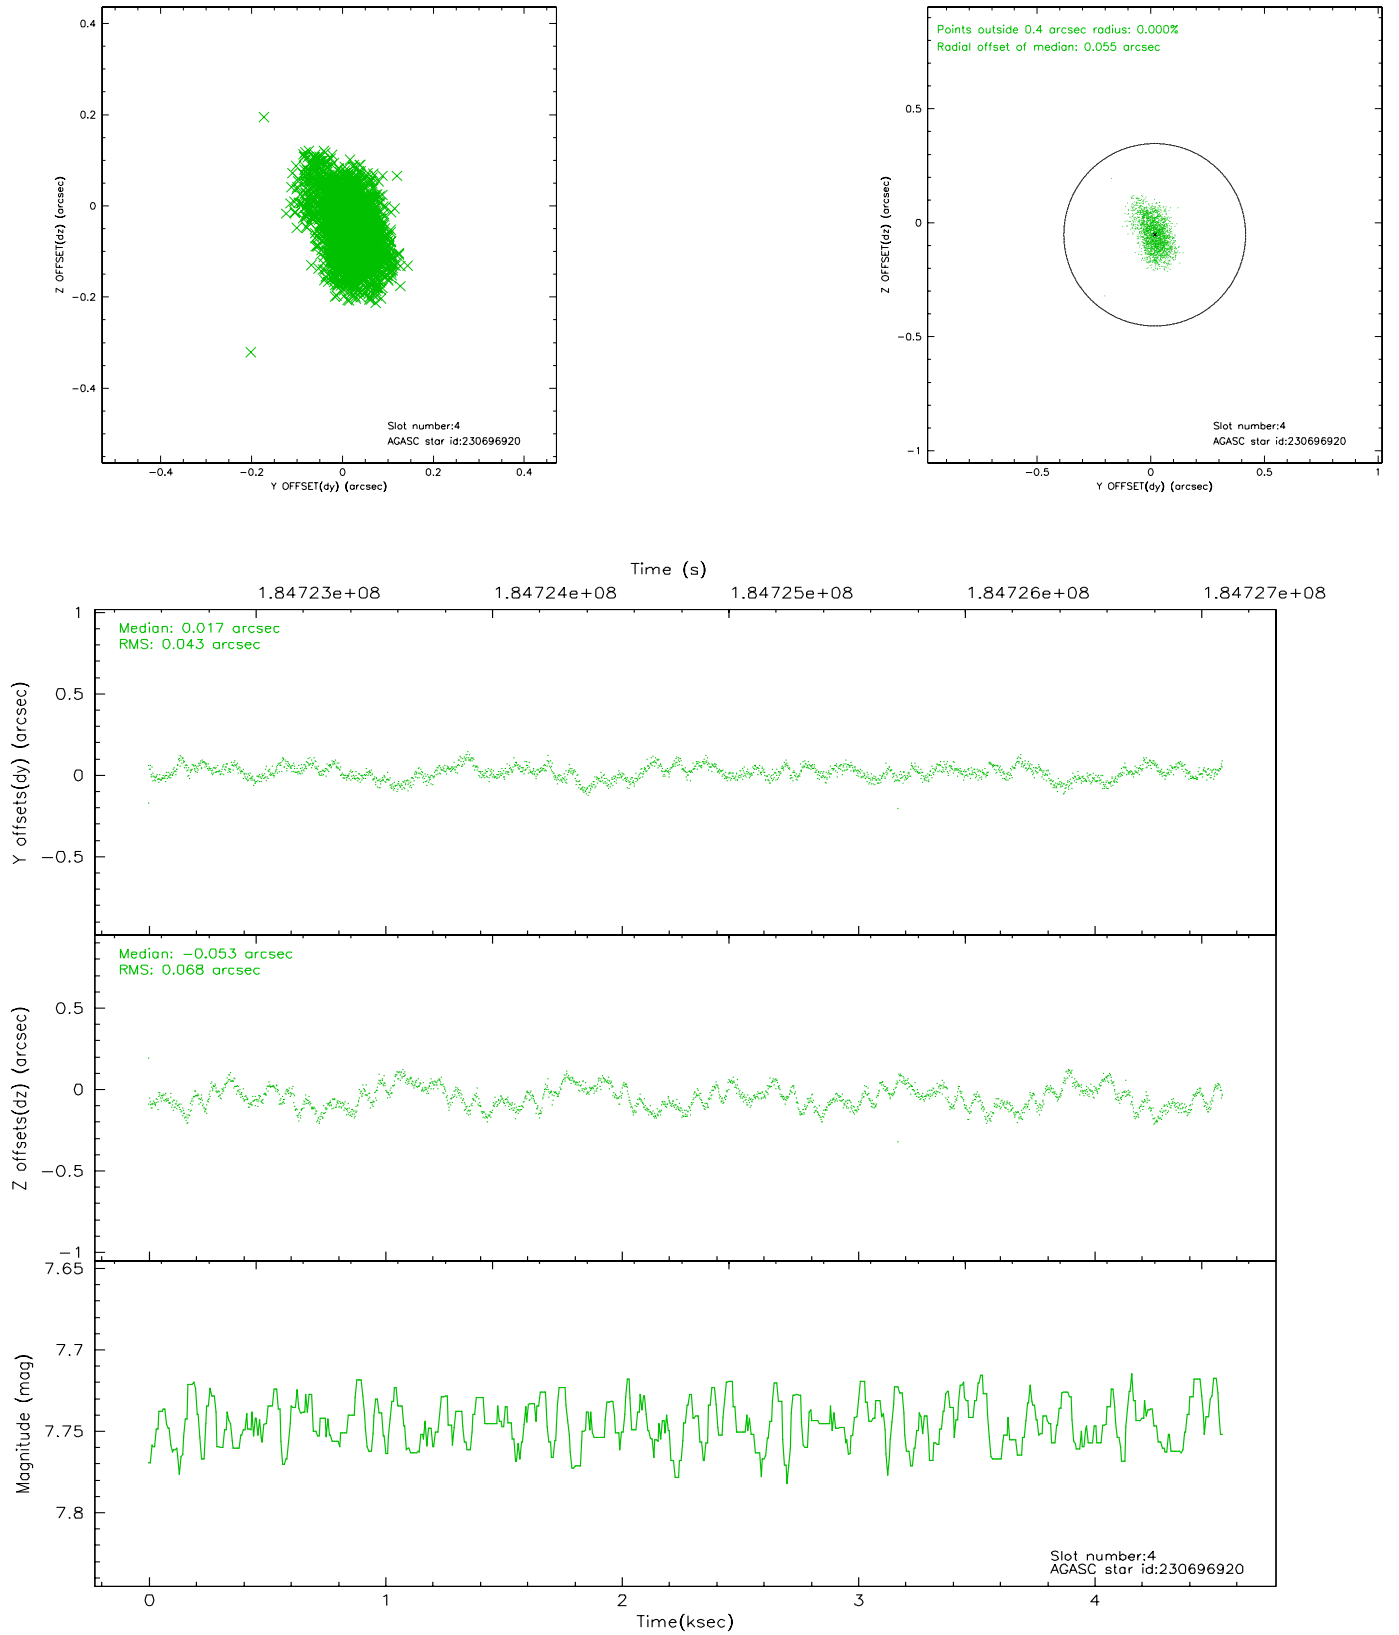 0.4
0.2
0
−0.2
−0.4
Z OFFSET(dz) (arcsec)
−0.4
−0.2
0
0.2
0.4
Y OFFSET(dy) (arcsec)
Slot number:4
AGASC star id:230696920
Points outside 0.4 arcsec radius: 0.000%
Radial offset of median: 0.055 arcsec
0.5
0
−0.5
−1
Z OFFSET(dz) (arcsec)
−0.5
0
0.5
1
Y OFFSET(dy) (arcsec)
Slot number:4
AGASC star id:230696920
Time (s)
1.84723e+08
1.84724e+08
1.84725e+08
1.84726e+08
1.84727e+08
Median: 0.017 arcsec
RMS: 0.043 arcsec
1
0.5
0
−0.5
Y offsets(dy) (arcsec)
Median: −0.053 arcsec
RMS: 0.068 arcsec
0.5
0
−0.5
−1
Z offsets(dz) (arcsec)
7.65
7.7
7.75
7.8
Magnitude (mag)
Slot number:4
AGASC star id:230696920
0
1
2
3
4
Time(ksec)